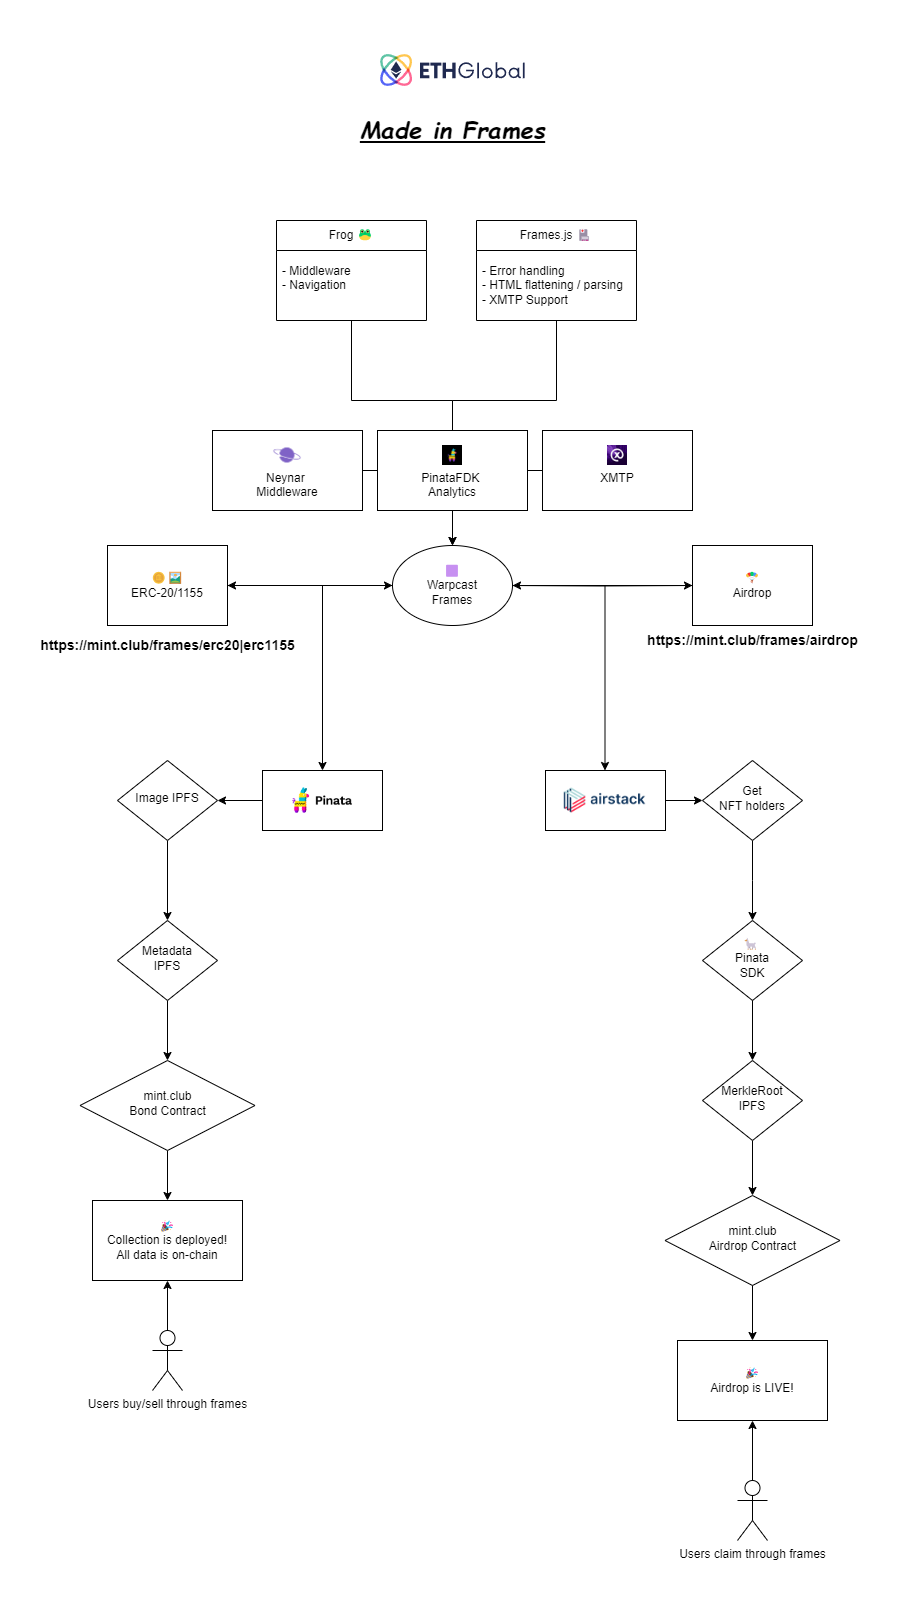 ETHGlobal
Made in Frames
Frog 🐸
- Middleware
- Navigation
Frames.js
- Error handling
- HTML flattening / parsing
- XMTP Support
Neynar
Middleware
PinataFDK
Analytics
XMTP
ERC-20/1155
https://mint.club/frames/erc20|erc1155
Warpcast
Frames
Airdrop
https://mint.club/frames/airdrop
Image IPFS
Pinata
airstack
Get
NFT holders
Metadata
IPFS
Pinata
SDK
mint.club
Bond Contract
MerkleRoot
IPFS
Collection is deployed!
All data is on-chain
mint.club
Airdrop Contract
Users buy/sell through frames
Airdrop is LIVE!
Users claim through frames